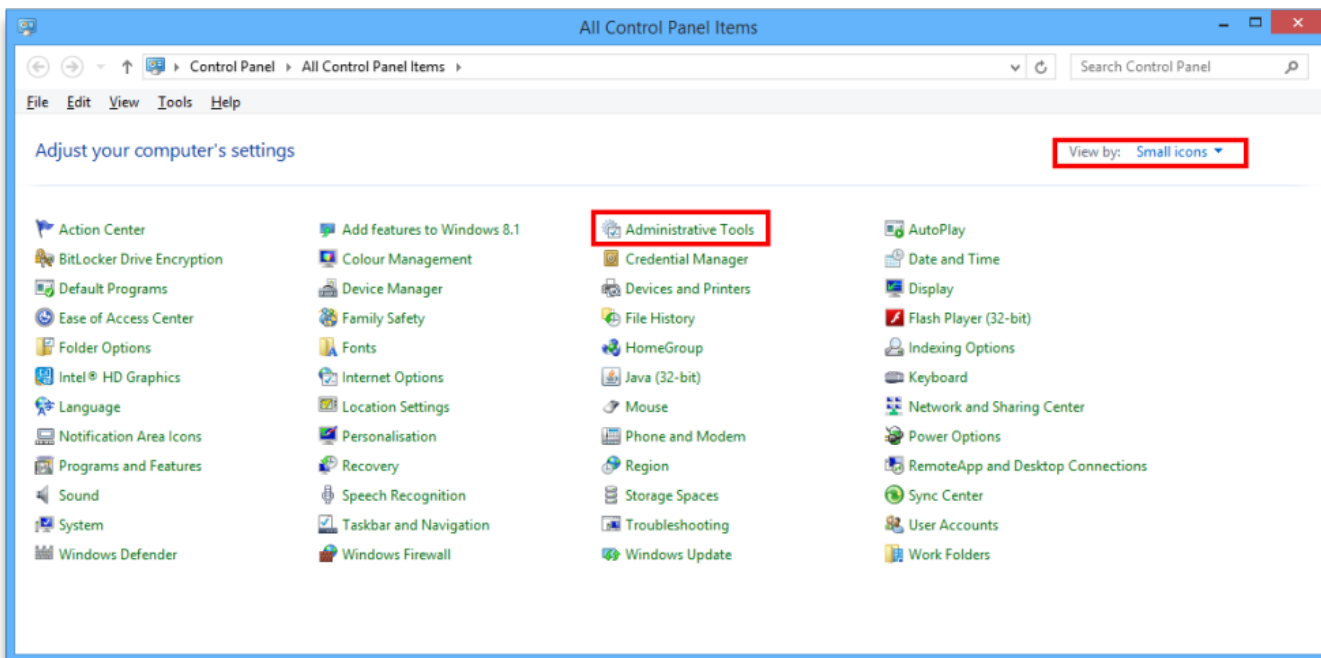 All Control Panel Items
Control Panel All Control Panel Items Search Control Panel
File Edit View Tools Help
Adjust your computer's settings View by: Small icons
Action Center Add features to Windows 8.1 Administrative Tools AutoPlay
BitLocker Drive Encryption Colour Management Credential Manager Date and Time
Default Programs Device Manager Devices and Printers Display
Ease of Access Center Family Safety File History Flash Player (32-bit)
Folder Options Fonts HomeGroup Indexing Options
Intel® HD Graphics Internet Options Java (32-bit) Keyboard
Language Location Settings Mouse Network and Sharing Center
Notification Area Icons Personalisation Phone and Modem Power Options
Programs and Features Recovery Region RemoteApp and Desktop Connections
Sound Speech Recognition Storage Spaces Sync Center
System Taskbar and Navigation Troubleshooting User Accounts
Windows Defender Windows Firewall Windows Update Work Folders